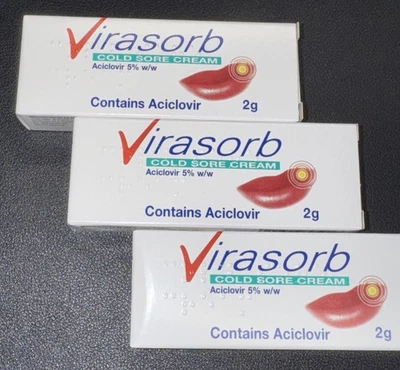 Virasorb
COLD SORE CREAM
Aciclovir 5% w/w
Contains Aciclovir 2g
Virasorb
COLD SORE CREAM
Aciclovir 5% w/w
Contains Aciclovir 2g
Virasorb
COLD SORE CREAM
Aciclovir 5% w/w
Contains Aciclovir 2g